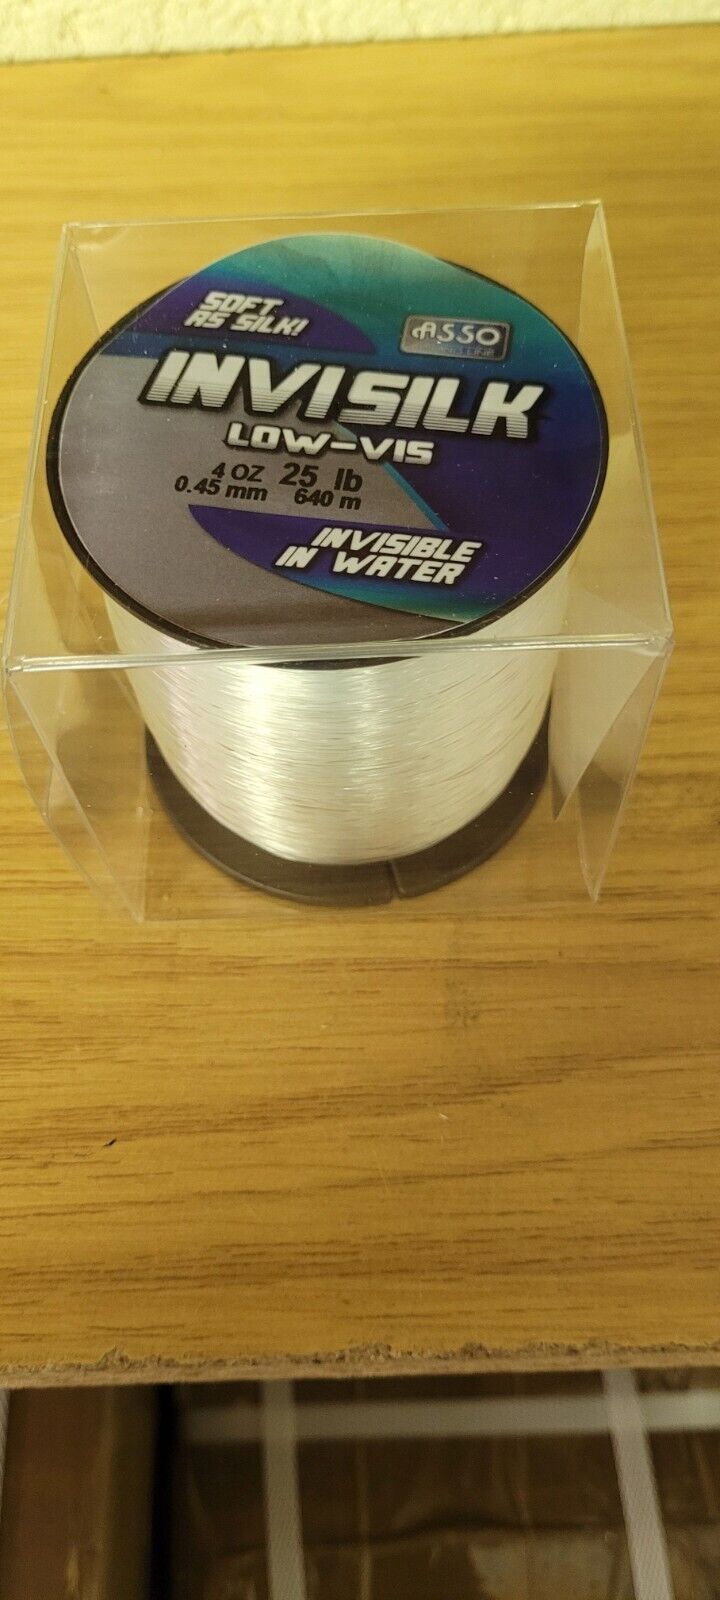 SOFT
AS SILK!
ASSO
INVISILK
LOW-VIS
4 OZ 25 lb
0.45 mm 640 m
INVISIBLE
IN WATER